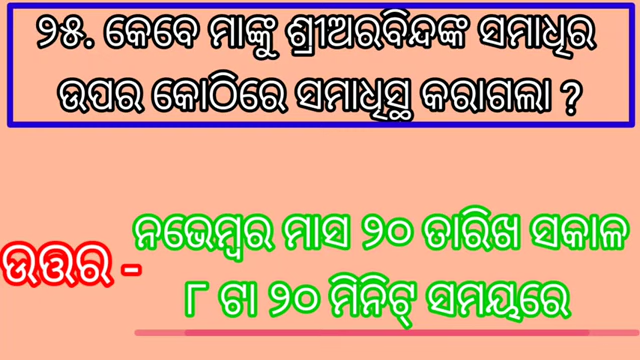 ୨୫. କେବେ ମାଙ୍କୁ ଶ୍ରୀଅରବିନ୍ଦଙ୍କ ସମାଧିର
ଉପର କୋଠିରେ ସମାଧିସ୍ଥ କରାଗଲା ?
ନଭେମ୍ବର ମାସ ୨୦ ତାରିଖ ସକାଳ
ଉତ୍ତର -
୮ ଟା ୨୦ ମିନିଟ୍ ସମୟରେ